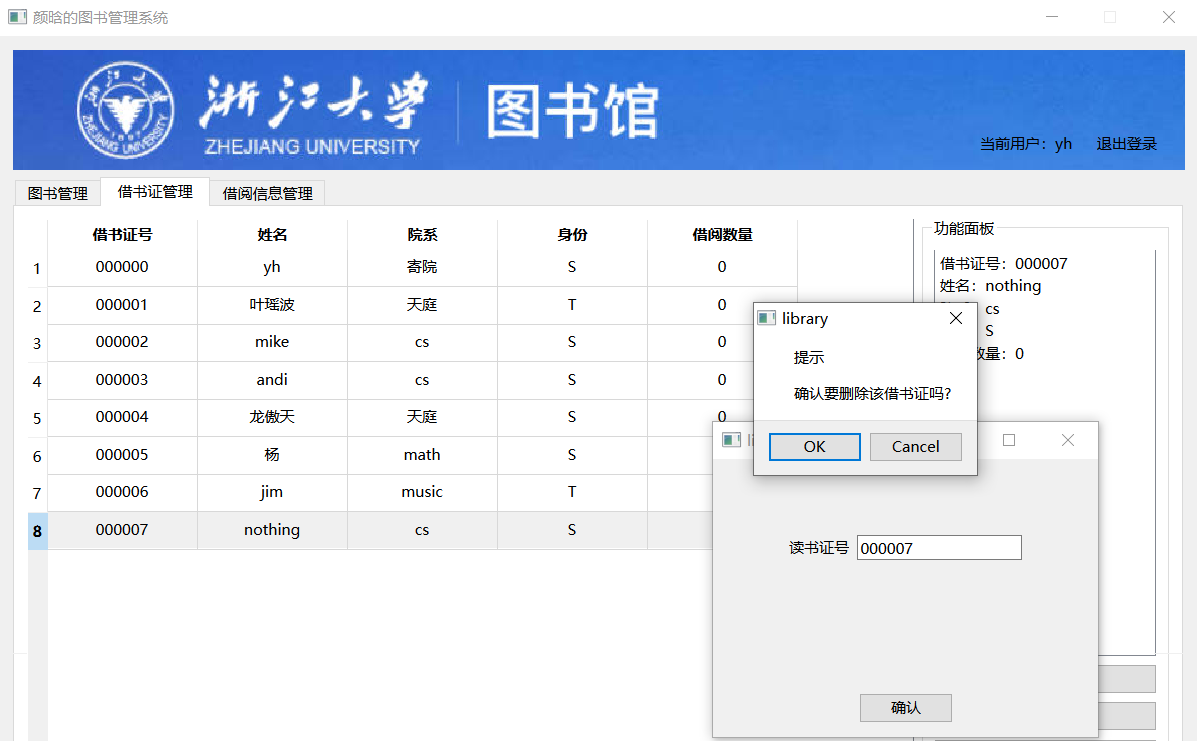 颜晗的图书管理系统
浙江大学
ZHEJIANG UNIVERSITY
图书馆
当前用户：yh 退出登录
图书管理 借书证管理 借阅信息管理
借书证号 姓名 院系 身份 借阅数量
1 000000 yh 寄院 S 0
2 000001 叶瑶波 天庭 T 0
3 000002 mike cs S 0
4 000003 andi cs S 0
5 000004 龙傲天 天庭 S 0
6 000005 杨 math S
7 000006 jim music T
8 000007 nothing cs S
功能面板
借书证号：000007
姓名：nothing
cs
S
数量：0
library
提示
确认要删除该借书证吗?
OK Cancel
读书证号 000007
确认